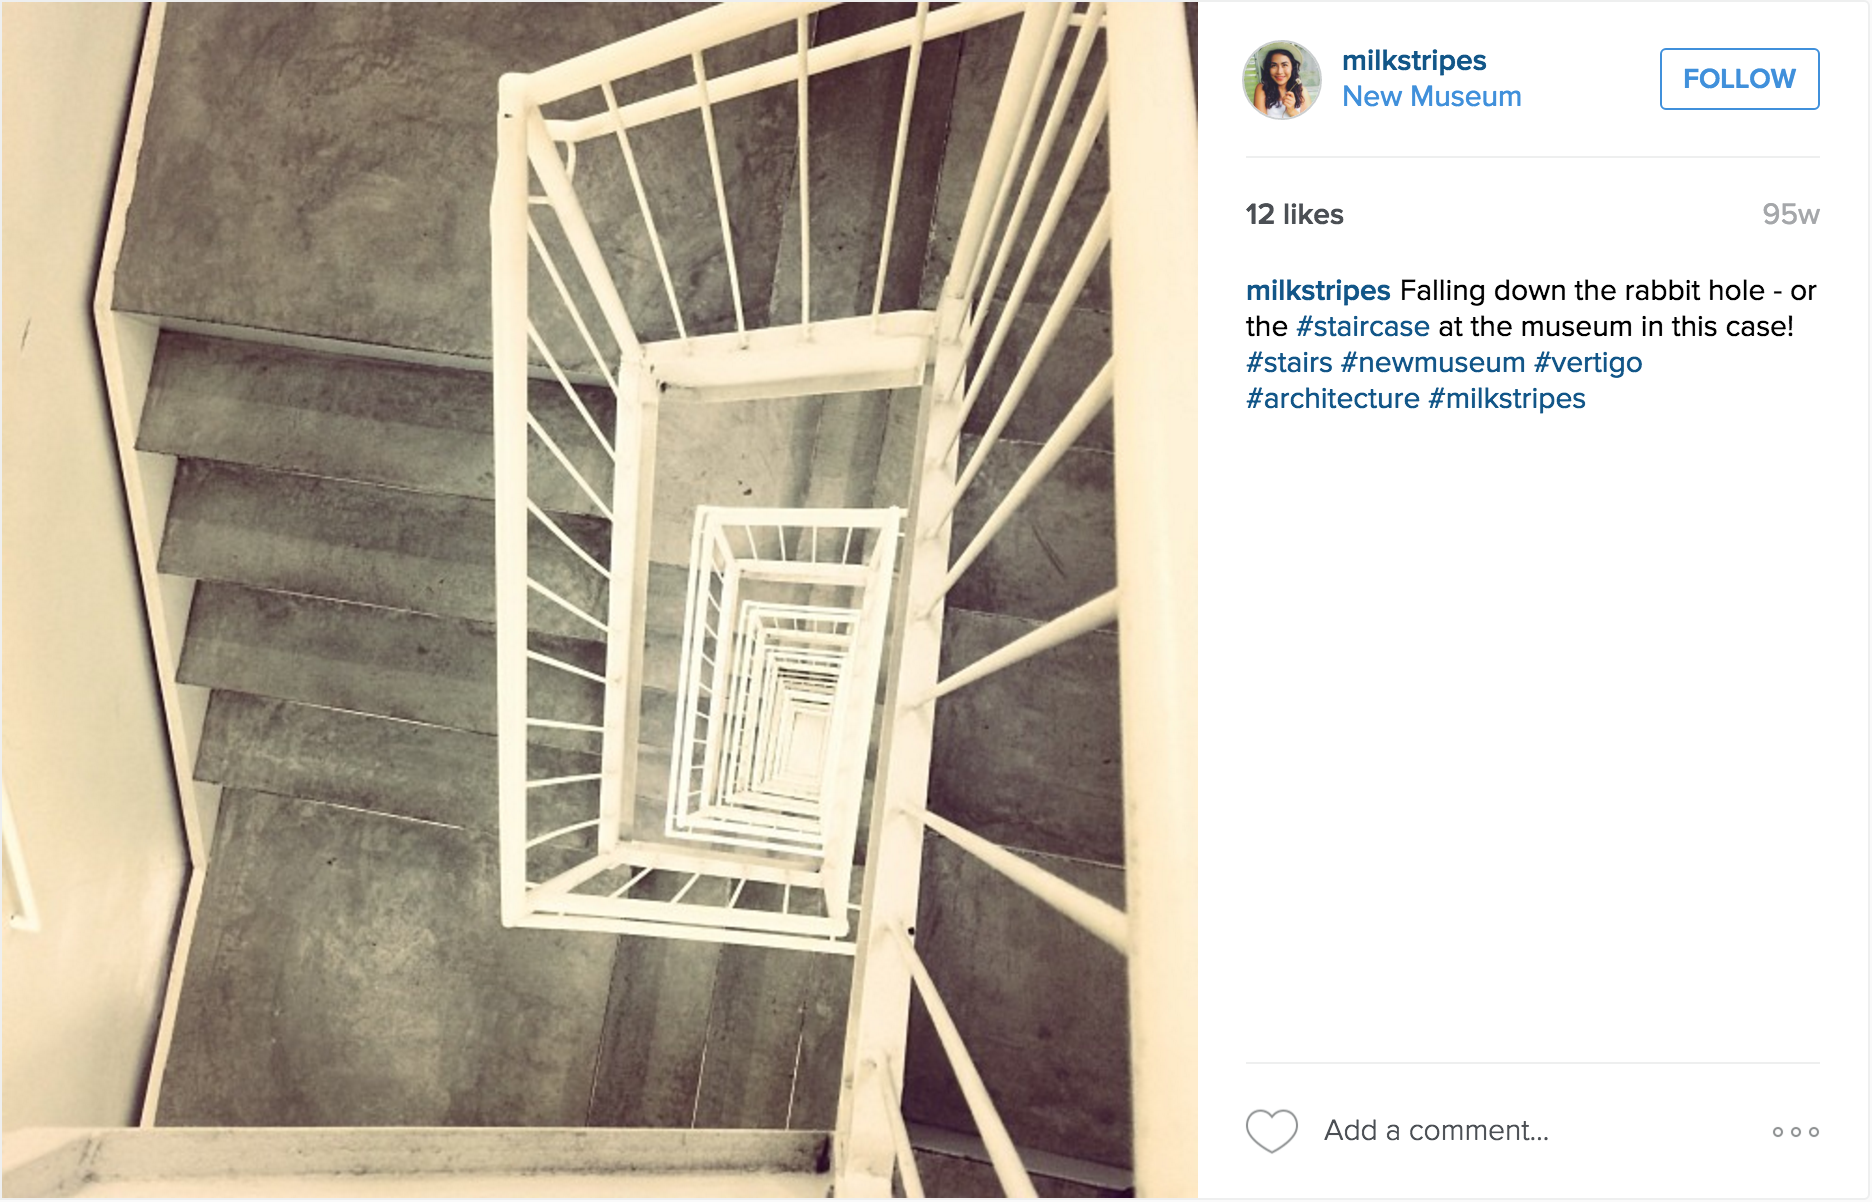 milkstripes
New Museum
FOLLOW
12 likes
95w
milkstripes Falling down the rabbit hole - or
the #staircase at the museum in this case!
#stairs #newmuseum #vertigo
#architecture #milkstripes
Add a comment...